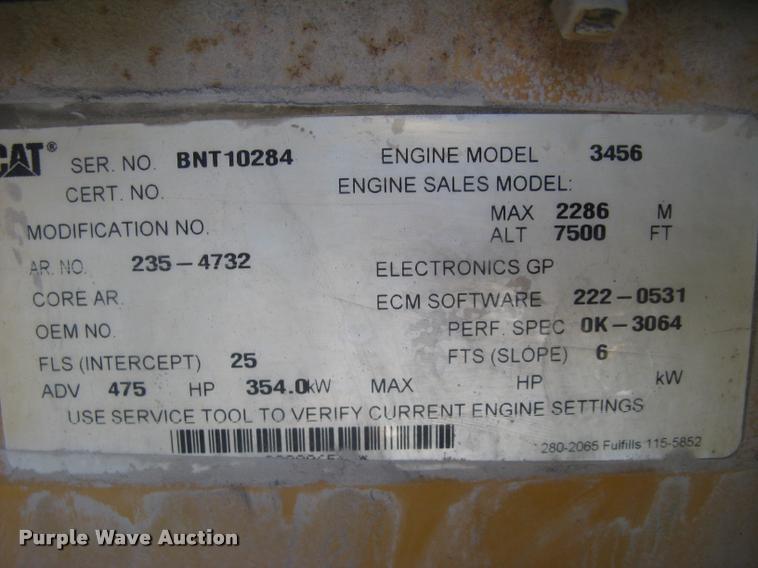 CAT® SER. NO. BNT10284 ENGINE MODEL 3456
CERT. NO. ENGINE SALES MODEL:
MODIFICATION NO. MAX 2286 M
ALT 7500 FT
AR. NO. 235-4732 ELECTRONICS GP
CORE AR. ECM SOFTWARE 222-0531
OEM NO. PERF. SPEC 0K-3064
FLS (INTERCEPT) 25 FTS (SLOPE) 6
ADV 475 HP 354.0kW MAX HP kW
USE SERVICE TOOL TO VERIFY CURRENT ENGINE SETTINGS
280-2065 Fulfills 115-5852
Purple Wave Auction